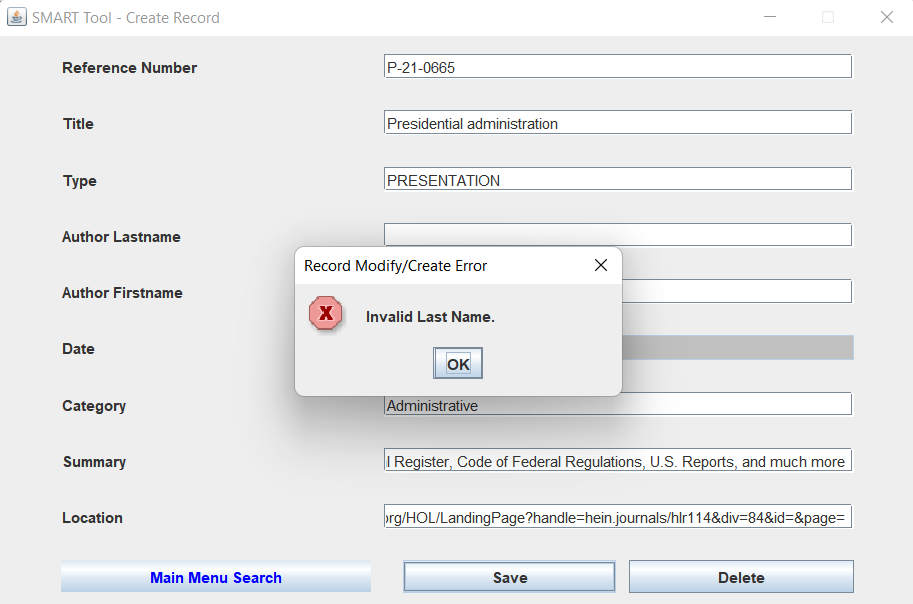 SMART Tool - Create Record
Reference Number P-21-0665
Title Presidential administration
Type PRESENTATION
Author Lastname
Record Modify/Create Error
Author Firstname
Invalid Last Name.
Date
OK
Category Administrative
Summary l Register, Code of Federal Regulations, U.S. Reports, and much more
Location org/HOL/LandingPage?handle=hein.journals/hlr114&div=84&id=&page=
Main Menu Search Save Delete